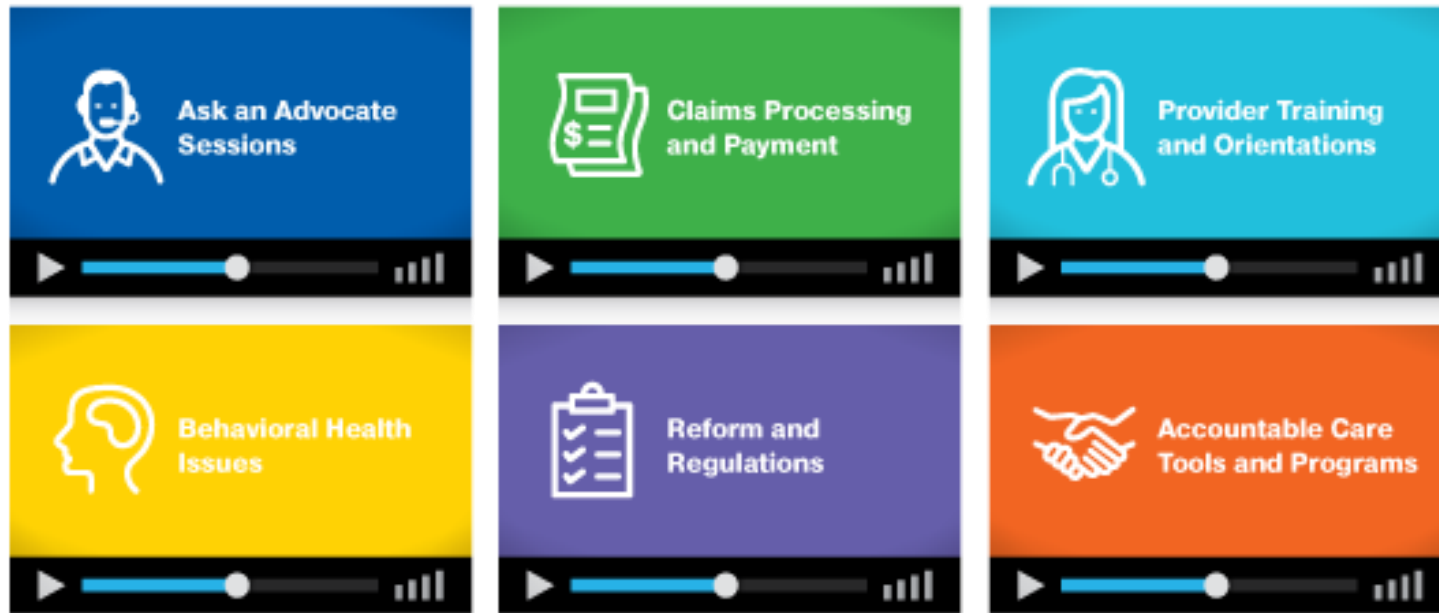 Ask an Advocate
Sessions
Claims Processing
and Payment
$
Provider Training
and Orientations
Behavioral Health
Issues
Reform and
Regulations
Accountable Care
Tools and Programs